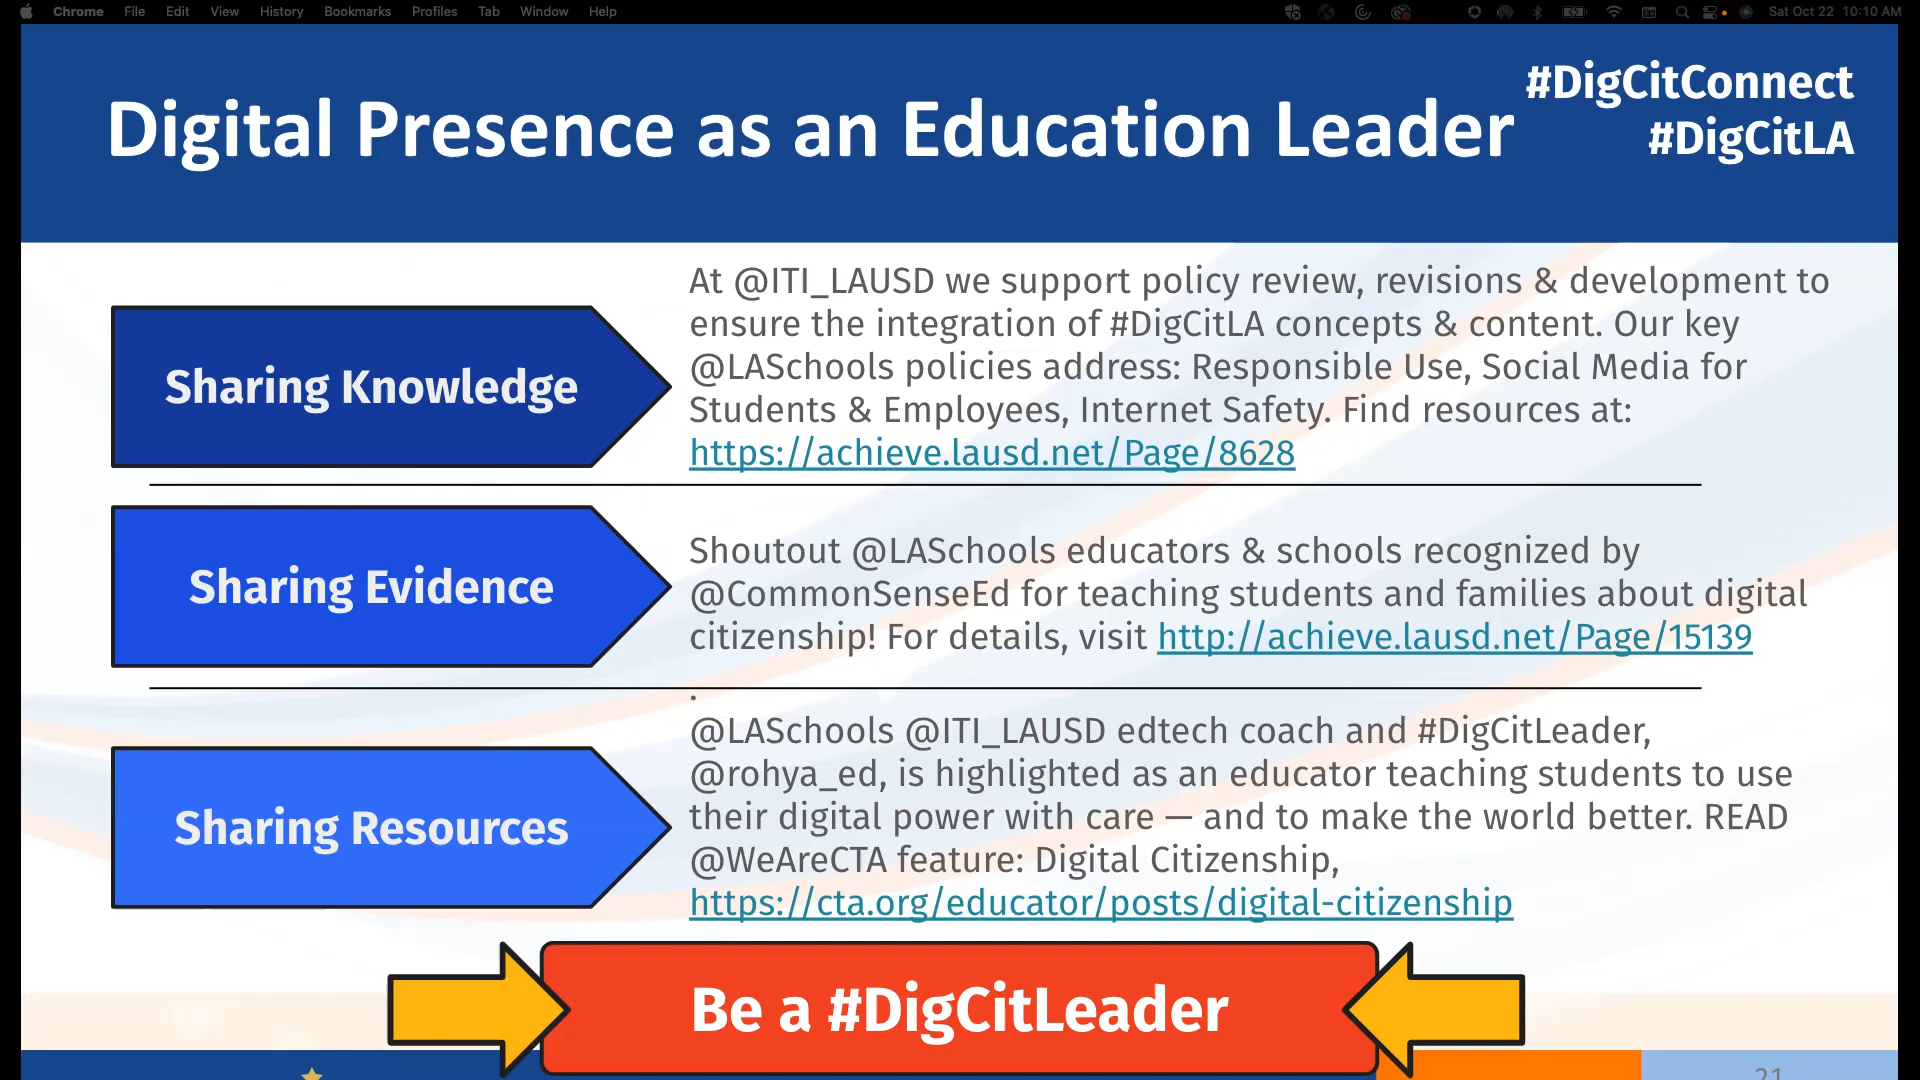 Chrome File Edit View History Bookmarks Profiles Tab Window Help Sat Oct 22 10:10 AM
#DigCitConnect
#DigCitLA
Digital Presence as an Education Leader
Sharing Knowledge
At @ITI_LAUSD we support policy review, revisions & development to
ensure the integration of #DigCitLA concepts & content. Our key
@LASchools policies address: Responsible Use, Social Media for
Students & Employees, Internet Safety. Find resources at:
https://achieve.lausd.net/Page/8628
Sharing Evidence
Shoutout @LASchools educators & schools recognized by
@CommonSenseEd for teaching students and families about digital
citizenship! For details, visit http://achieve.lausd.net/Page/15139
.
Sharing Resources
@LASchools @ITI_LAUSD edtech coach and #DigCitLeader,
@rohya_ed, is highlighted as an educator teaching students to use
their digital power with care — and to make the world better. READ
@WeAreCTA feature: Digital Citizenship,
https://cta.org/educator/posts/digital-citizenship
Be a #DigCitLeader
21